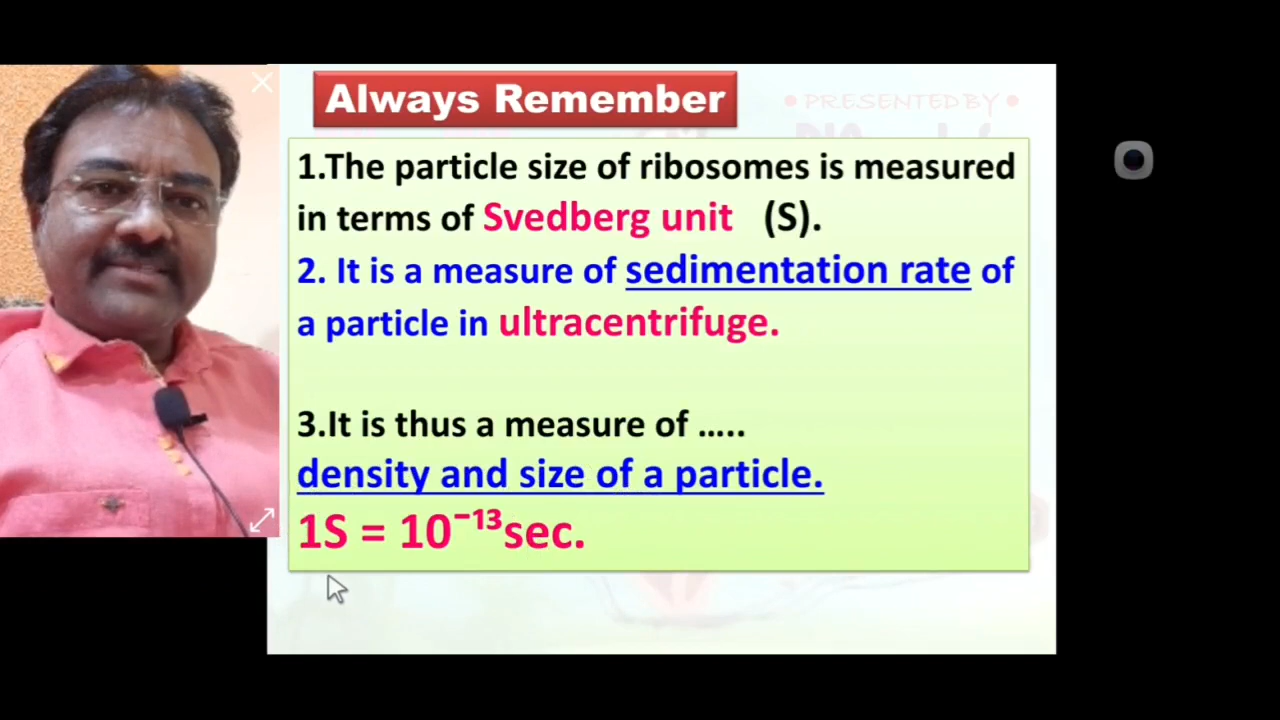 Always Remember
• PRESENTED BY •
1.The particle size of ribosomes is measured
in terms of Svedberg unit (S).
2. It is a measure of sedimentation rate of
a particle in ultracentrifuge.
3.It is thus a measure of …..
density and size of a particle.
1S = 10⁻¹³sec.